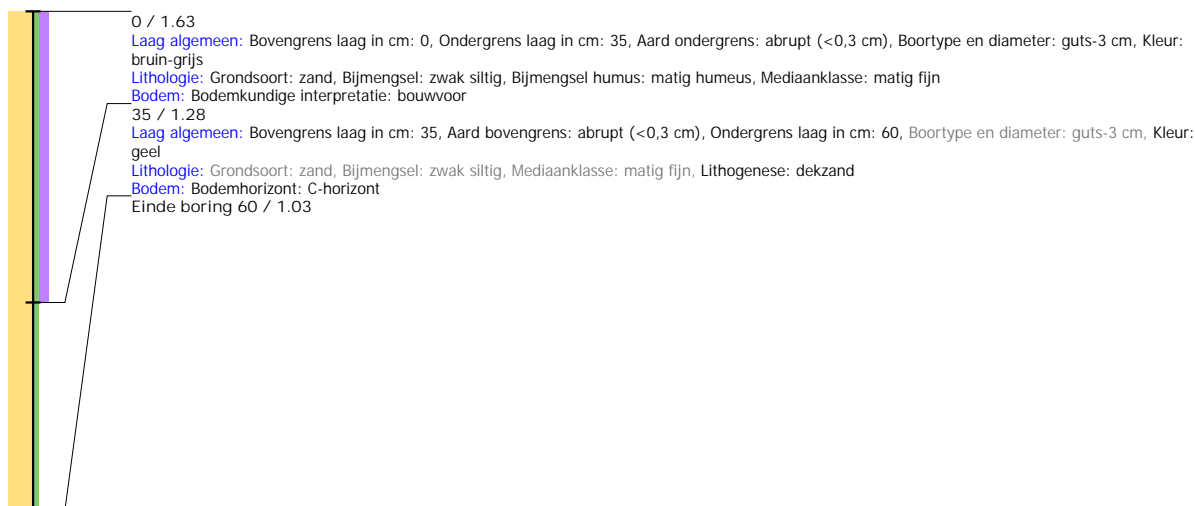 0 / 1.63
Laag algemeen: Bovengrens laag in cm: 0, Ondergrens laag in cm: 35, Aard ondergrens: abrupt (<0,3 cm), Boortype en diameter: guts-3 cm, Kleur:
bruin-grijs
Lithologie: Grondsoort: zand, Bijmengsel: zwak siltig, Bijmengsel humus: matig humeus, Mediaanklasse: matig fijn
Bodem: Bodemkundige interpretatie: bouwvoor
35 / 1.28
Laag algemeen: Bovengrens laag in cm: 35, Aard bovengrens: abrupt (<0,3 cm), Ondergrens laag in cm: 60, Boortype en diameter: guts-3 cm, Kleur:
geel
Lithologie: Grondsoort: zand, Bijmengsel: zwak siltig, Mediaanklasse: matig fijn, Lithogenese: dekzand
Bodem: Bodemhorizont: C-horizont
Einde boring 60 / 1.03